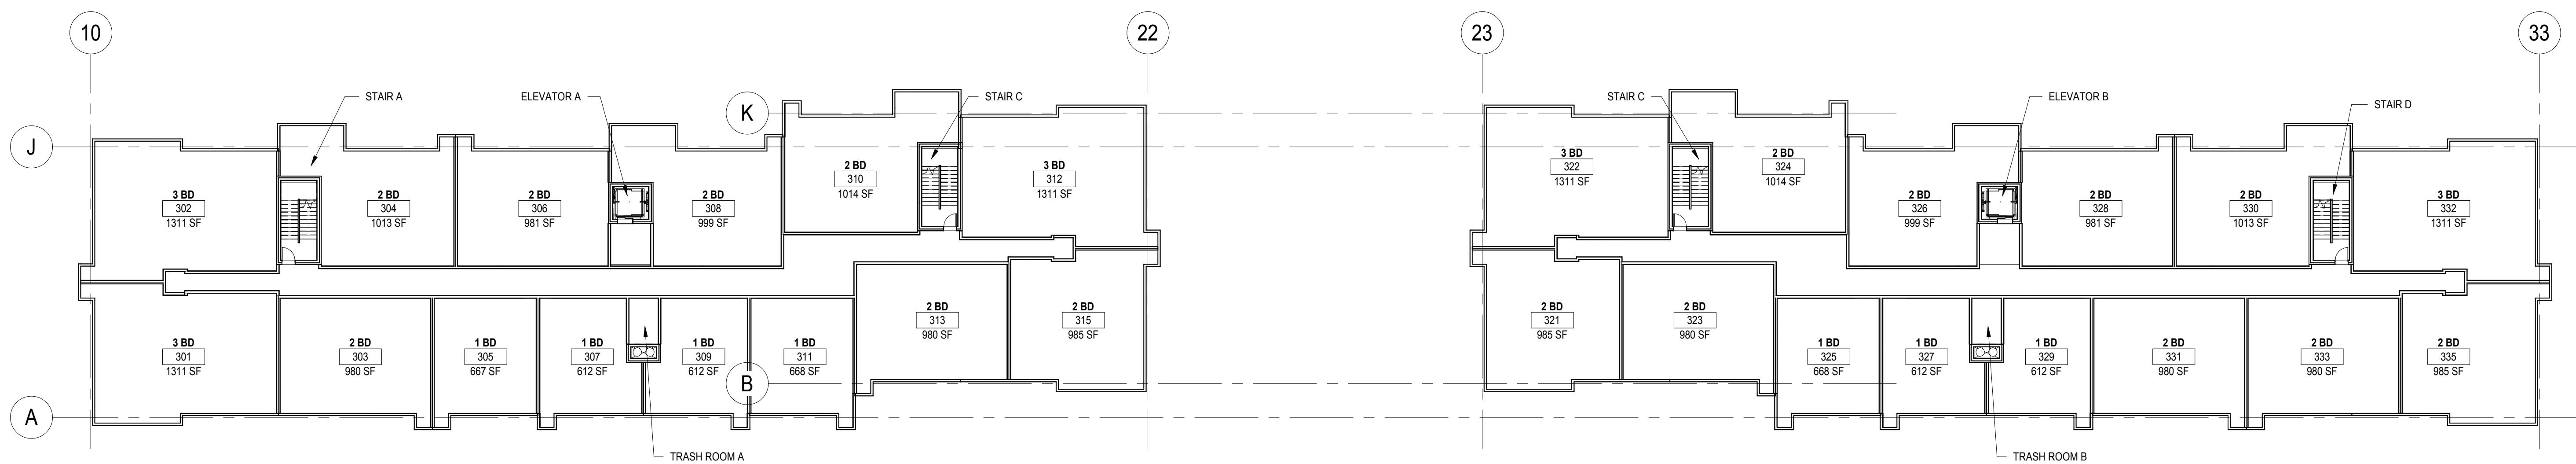 10
22
23
33
STAIR A
ELEVATOR A
K
STAIR C
STAIR C
ELEVATOR B
STAIR D
J
3 BD
302
1311 SF
2 BD
304
1013 SF
2 BD
306
981 SF
2 BD
308
999 SF
2 BD
310
1014 SF
3 BD
312
1311 SF
3 BD
322
1311 SF
2 BD
324
1014 SF
2 BD
326
999 SF
2 BD
328
981 SF
2 BD
330
1013 SF
3 BD
332
1311 SF
3 BD
301
1311 SF
2 BD
303
980 SF
1 BD
305
667 SF
1 BD
307
612 SF
1 BD
309
612 SF
1 BD
311
668 SF
2 BD
313
980 SF
2 BD
315
985 SF
2 BD
321
985 SF
2 BD
323
980 SF
1 BD
325
668 SF
1 BD
327
612 SF
1 BD
329
612 SF
2 BD
331
980 SF
2 BD
333
980 SF
2 BD
335
985 SF
B
A
TRASH ROOM A
TRASH ROOM B